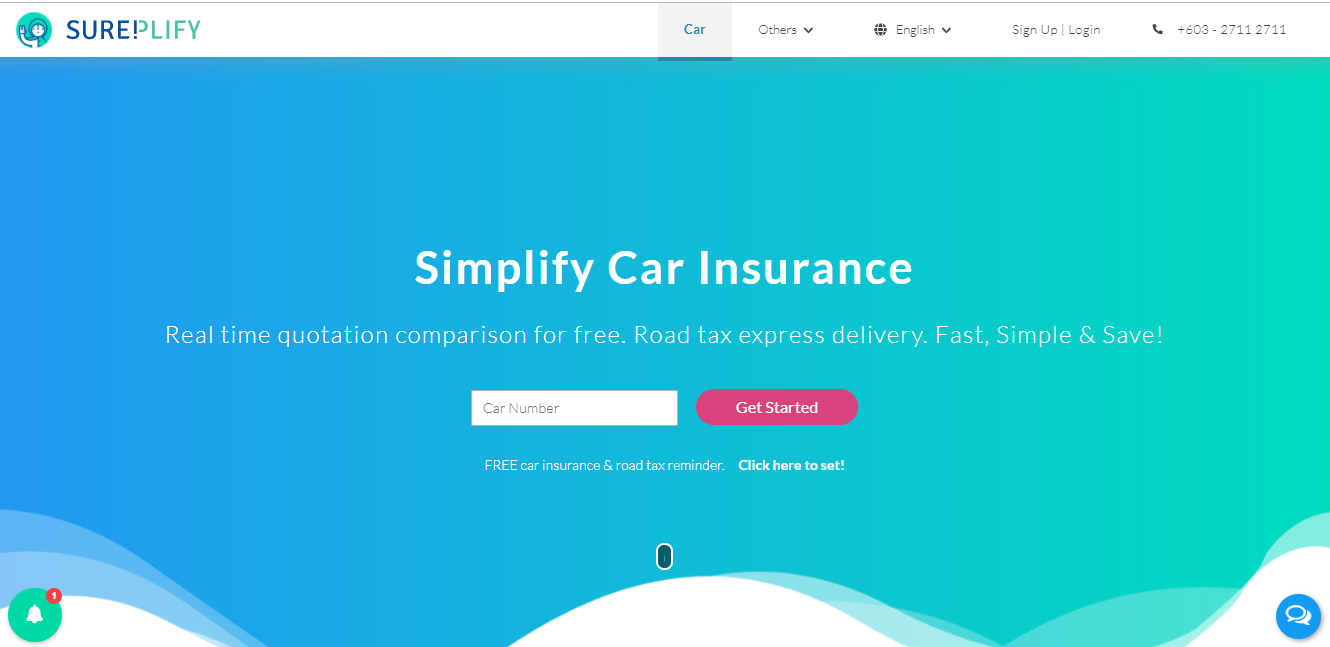 SURE!PLIFY
Car Others English Sign Up | Login +603 - 2711 2711
Simplify Car Insurance
Real time quotation comparison for free. Road tax express delivery. Fast, Simple & Save!
Car Number Get Started
FREE car insurance & road tax reminder. Click here to set!
1